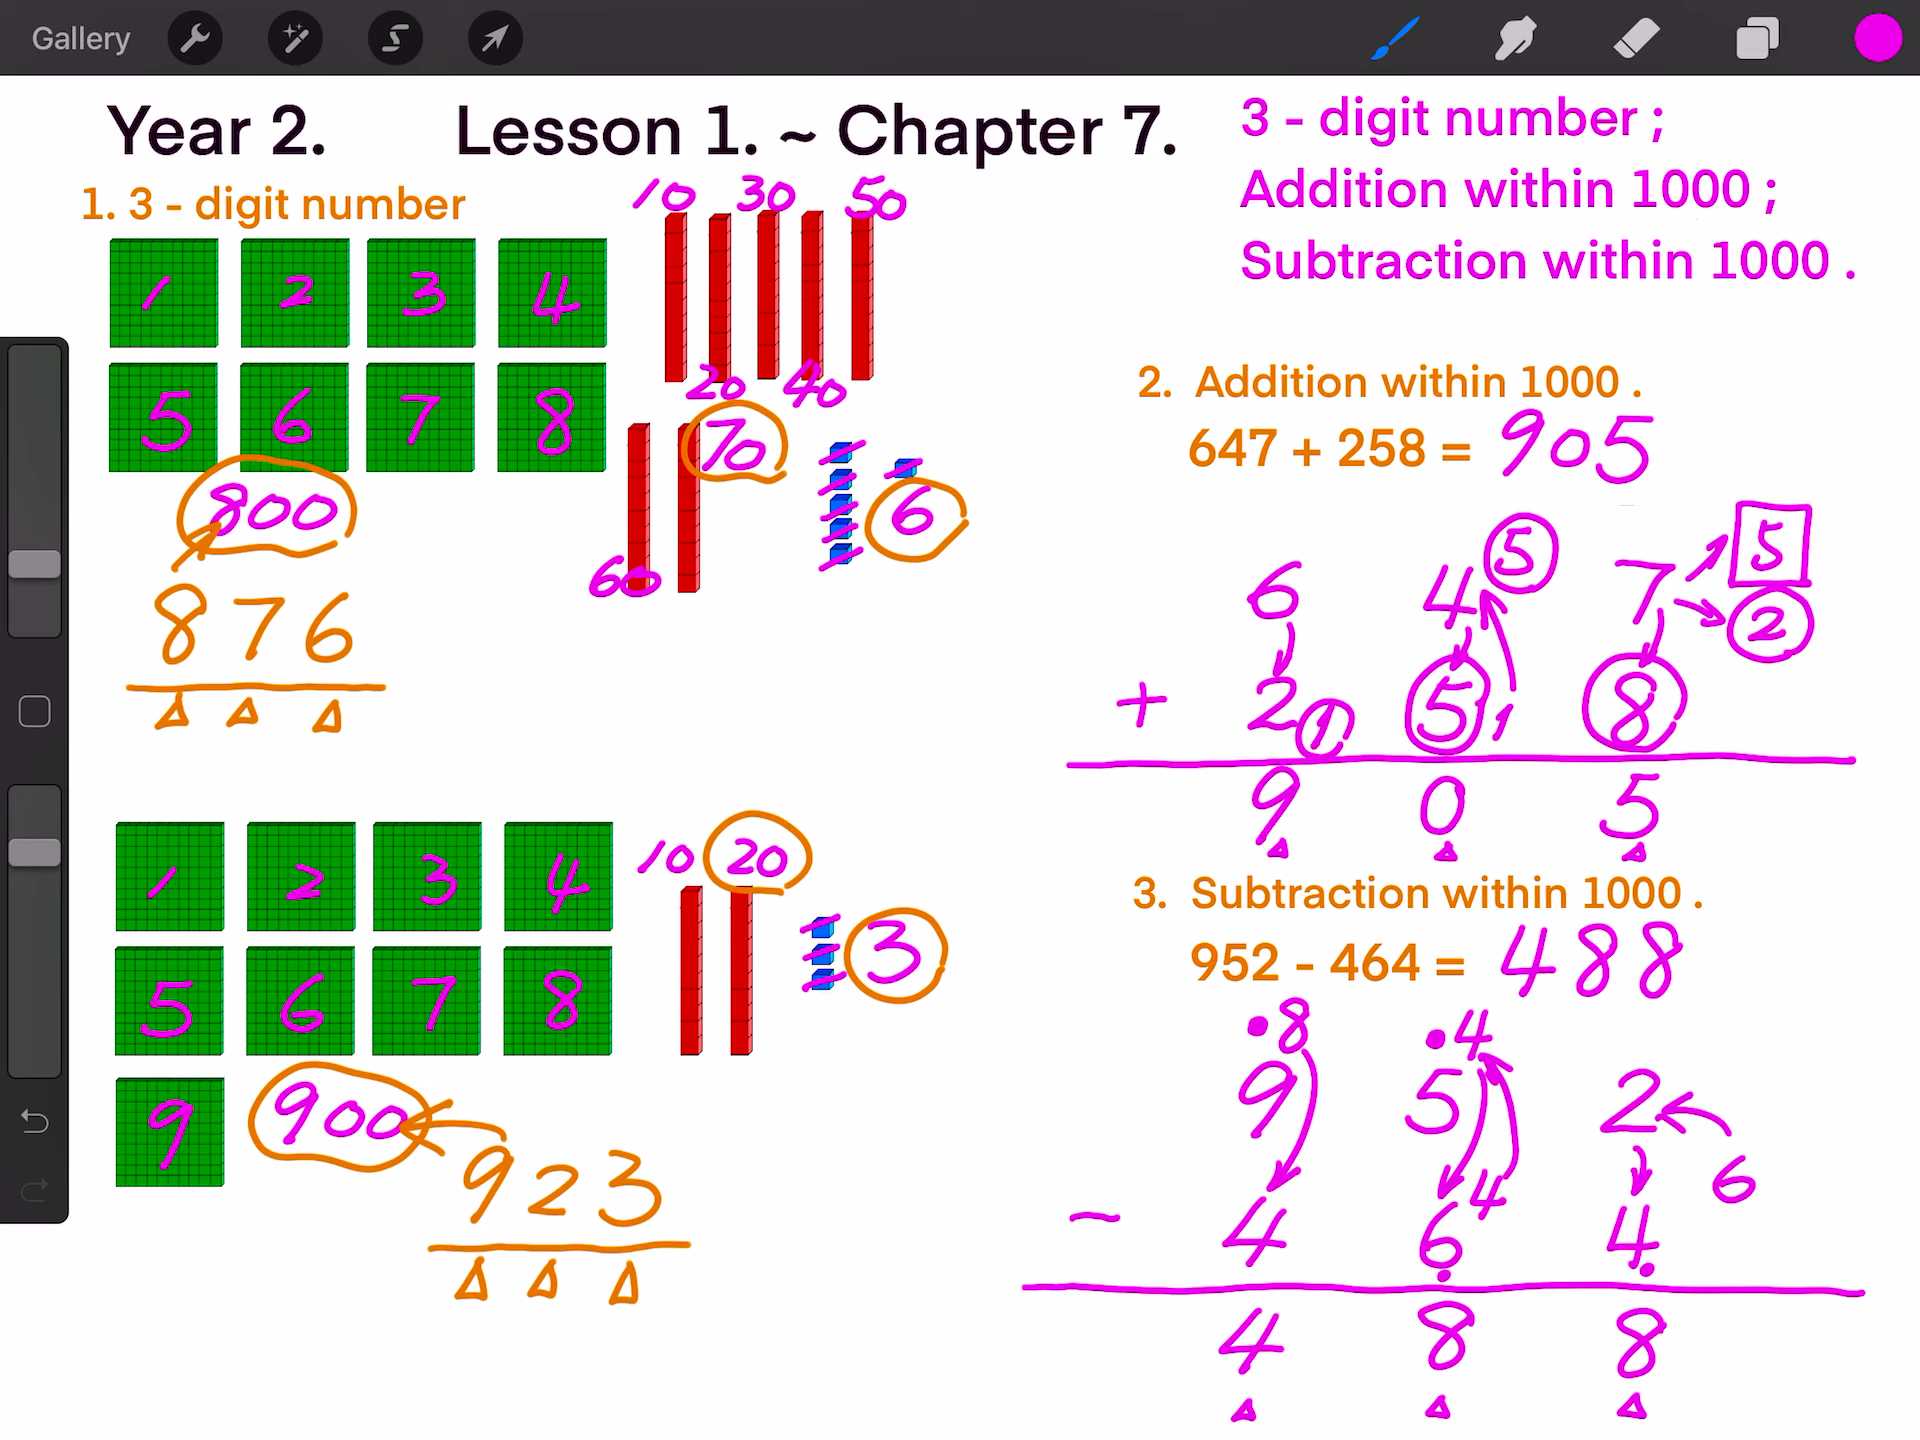 Gallery
Year 2. Lesson 1. ~ Chapter 7.
3 - digit number ;
Addition within 1000 ;
Subtraction within 1000 .
1. 3 - digit number
10 30 50
1 2 3 4
20 40
5 6 7 8
70
800
6
60
876
1 2 3 4
10 20
3
5 6 7 8
9
900
923
2. Addition within 1000 .
647 + 258 = 905
5 5
6 4 7
2
+ 2 1 5 1 8
9 0 5
3. Subtraction within 1000 .
952 - 464 = 488
8 4
9 5 2
4 6
- 4 6 4
4 8 8